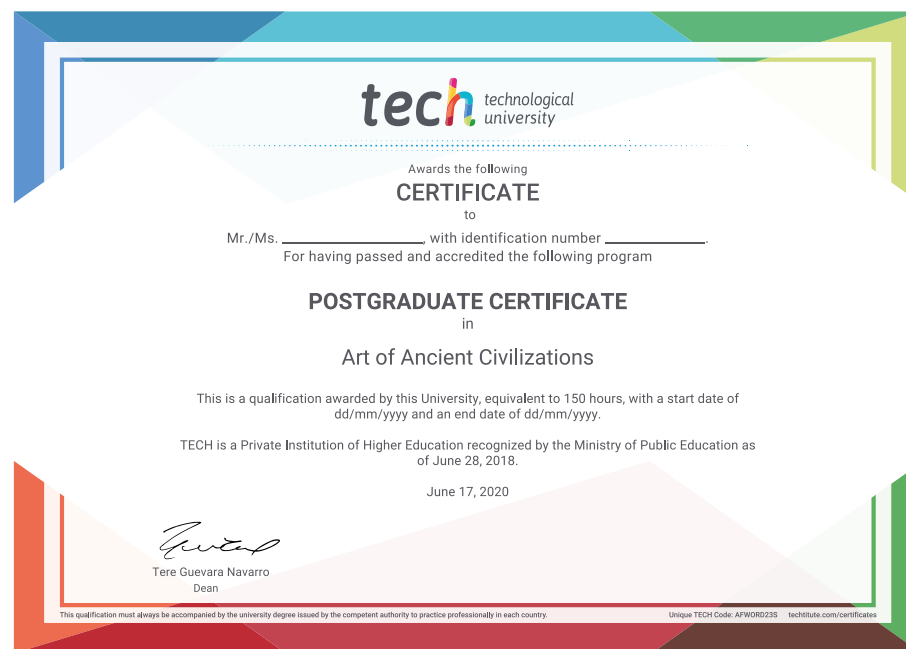 tech technological
university
Awards the following
CERTIFICATE
to
Mr./Ms. ____________, with identification number ____________.
For having passed and accredited the following program
POSTGRADUATE CERTIFICATE
in
Art of Ancient Civilizations
This is a qualification awarded by this University, equivalent to 150 hours, with a start date of
dd/mm/yyyy and an end date of dd/mm/yyyy.
TECH is a Private Institution of Higher Education recognized by the Ministry of Public Education as
of June 28, 2018.
June 17, 2020
Tere Guevara Navarro
Dean
This qualification must always be accompanied by the university degree issued by the competent authority to practice professionally in each country. Unique TECH Code: AFWORD23S techtitute.com/certificates